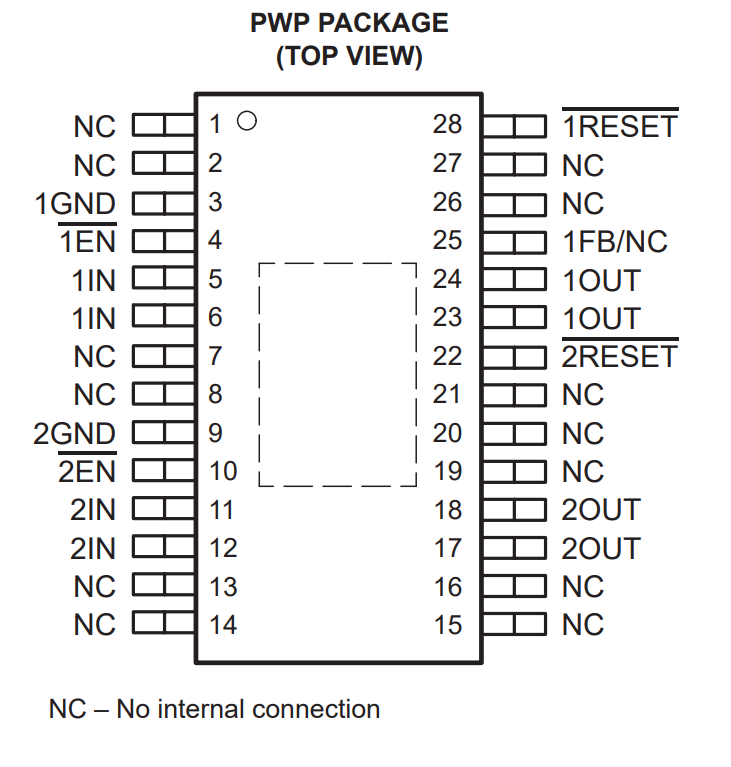 PWP PACKAGE
(TOP VIEW)
NC 1 28 1RESET
NC 2 27 NC
1GND 3 26 NC
1EN 4 25 1FB/NC
1IN 5 24 1OUT
1IN 6 23 1OUT
NC 7 22 2RESET
NC 8 21 NC
2GND 9 20 NC
2EN 10 19 NC
2IN 11 18 2OUT
2IN 12 17 2OUT
NC 13 16 NC
NC 14 15 NC
NC – No internal connection